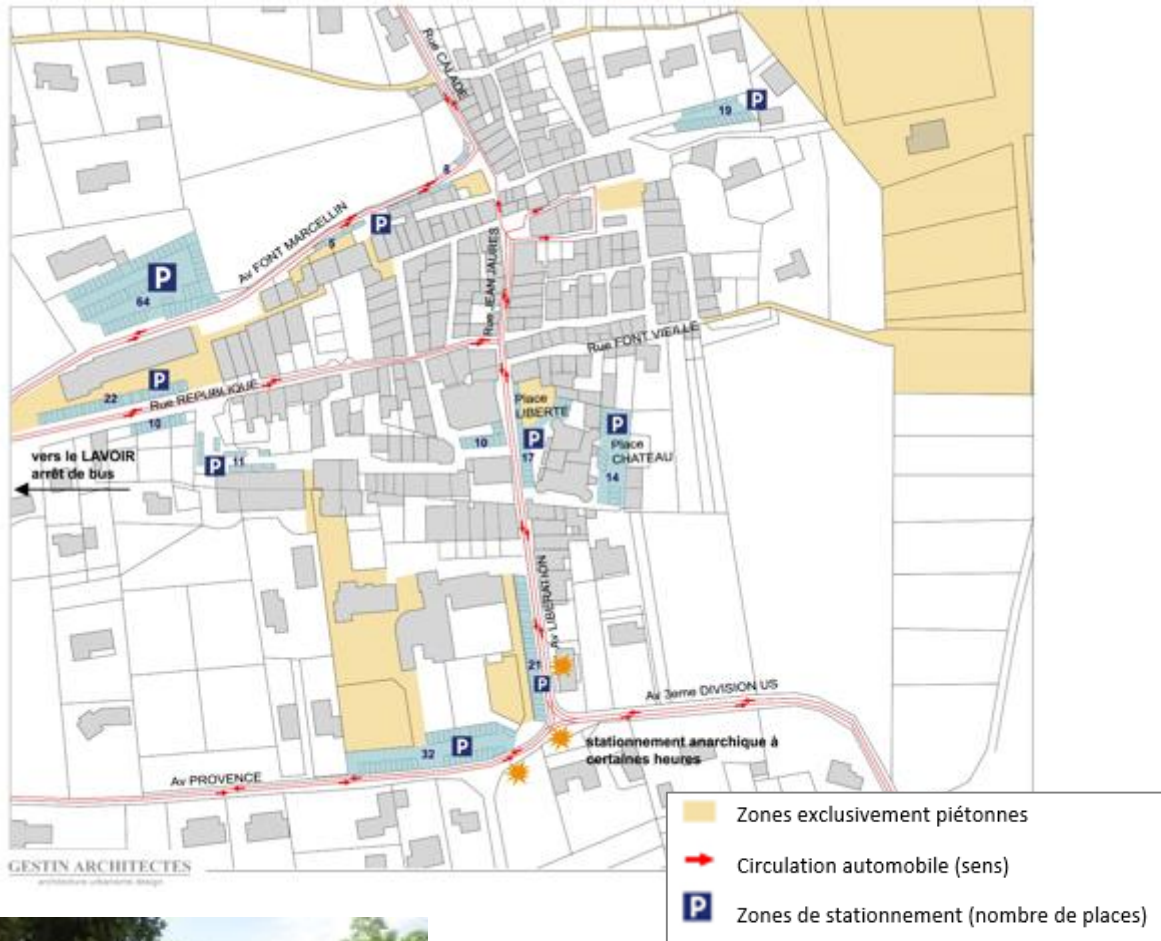 Rue CALADE
P
19
8
Av FONT MARCELLIN
P
5
P
64
Rue JEAN JAURES
Rue FONT VIEILLE
P
22
Rue REPUBLIQUE
10
Place
LIBERTE
P
10
P
17
Place
CHATEAU
14
vers le LAVOIR
arrêt de bus
P
11
Av LIBERATION
21
P
Av 3eme DIVISION US
stationnement anarchique à
certaines heures
32
P
Av PROVENCE
GESTIN ARCHITECTES
architecture urbanisme design
Zones exclusivement piétonnes
Circulation automobile (sens)
P
Zones de stationnement (nombre de places)